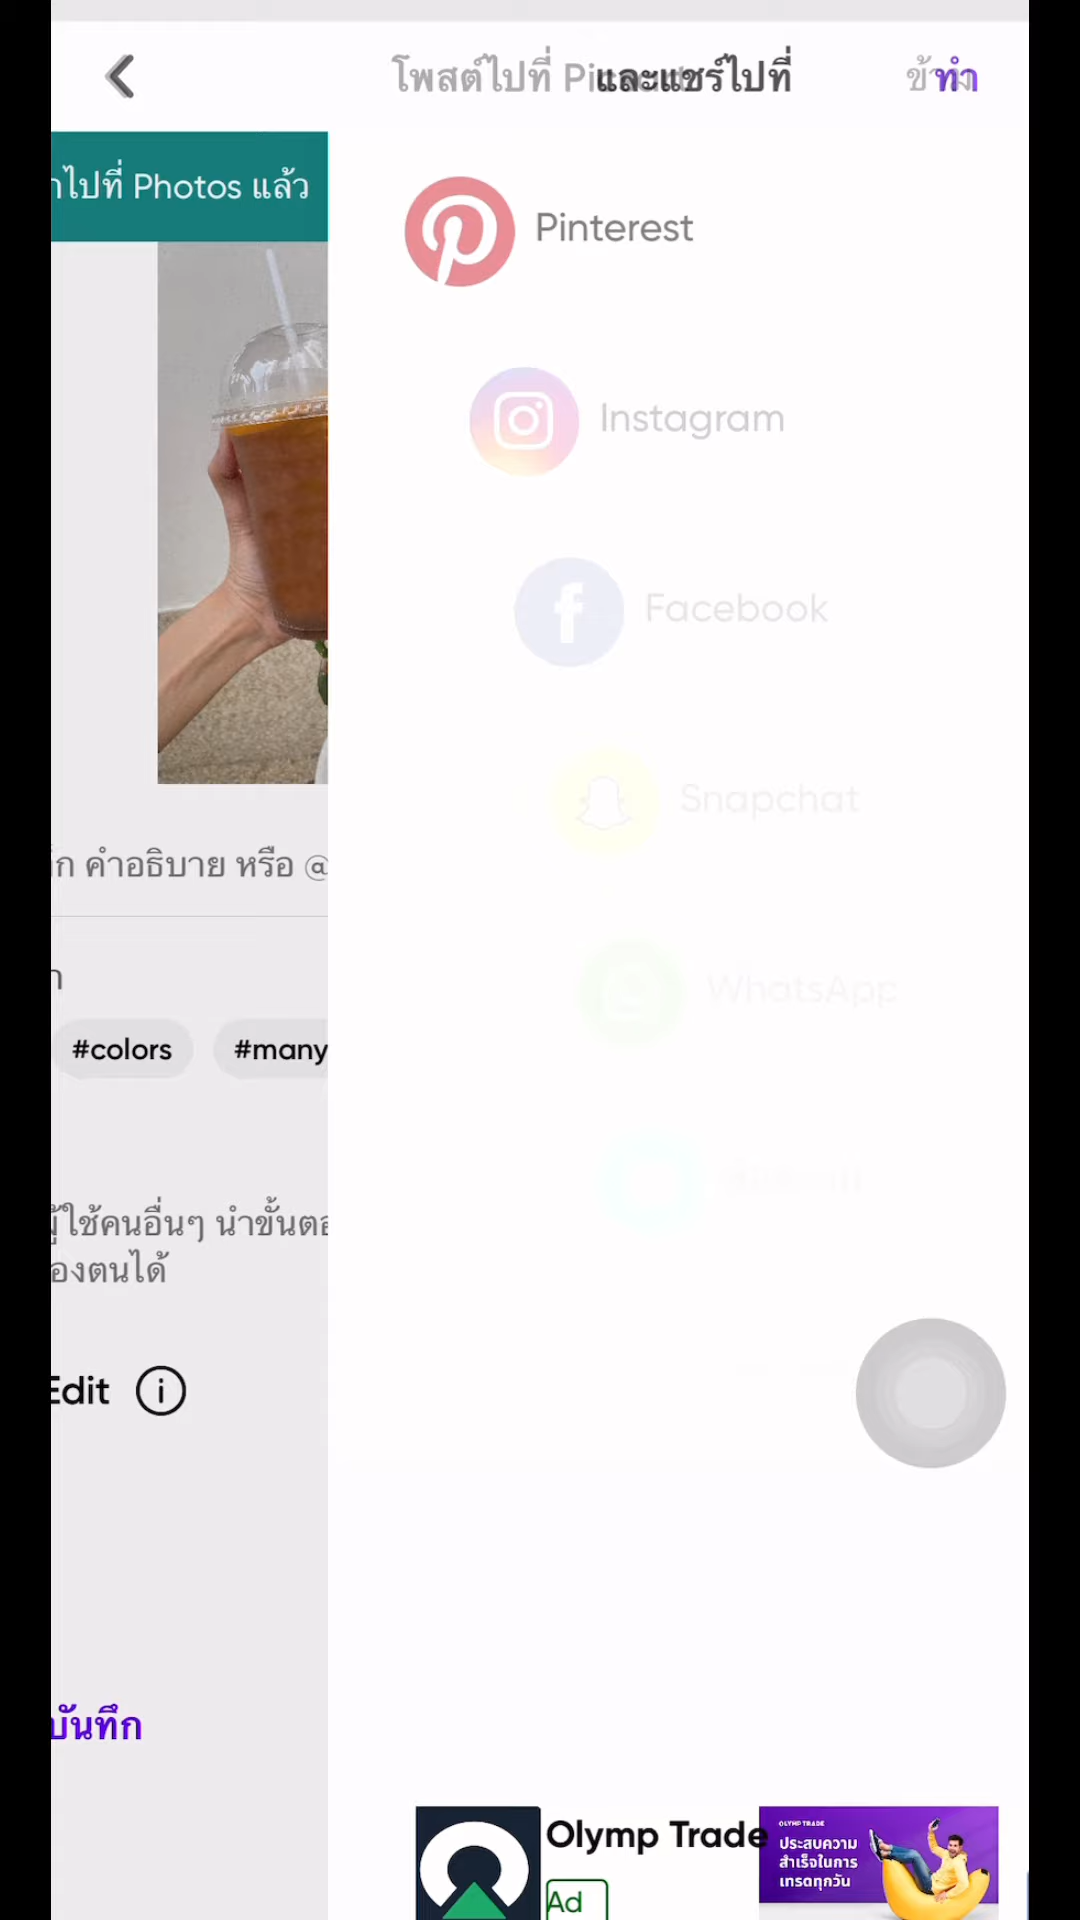 โพสต์ไปที่ Pi
และแชร์ไปที่
ทำ
ไปที่ Photos แล้ว
Pinterest
Instagram
Facebook
Snapchat
WhatsApp
ก คำอธิบาย หรือ @
#colors
#many
ผู้ใช้คนอื่นๆ นำขั้นตอ
องตนได้
Edit
บันทึก
Olymp Trade
Ad
OLYMP TRADE
ประสบความ
สำเร็จในการ
เทรดทุกวัน